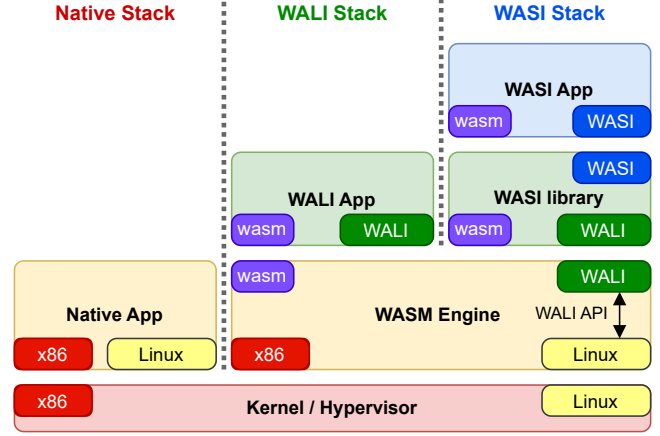 Native Stack
WALI Stack
WASI Stack
WASI App
wasm
WASI
WASI
WALI App
WASI library
wasm
WALI
wasm
WALI
wasm
WALI
Native App
WASM Engine
WALI API
x86
Linux
x86
Linux
x86
Linux
Kernel / Hypervisor